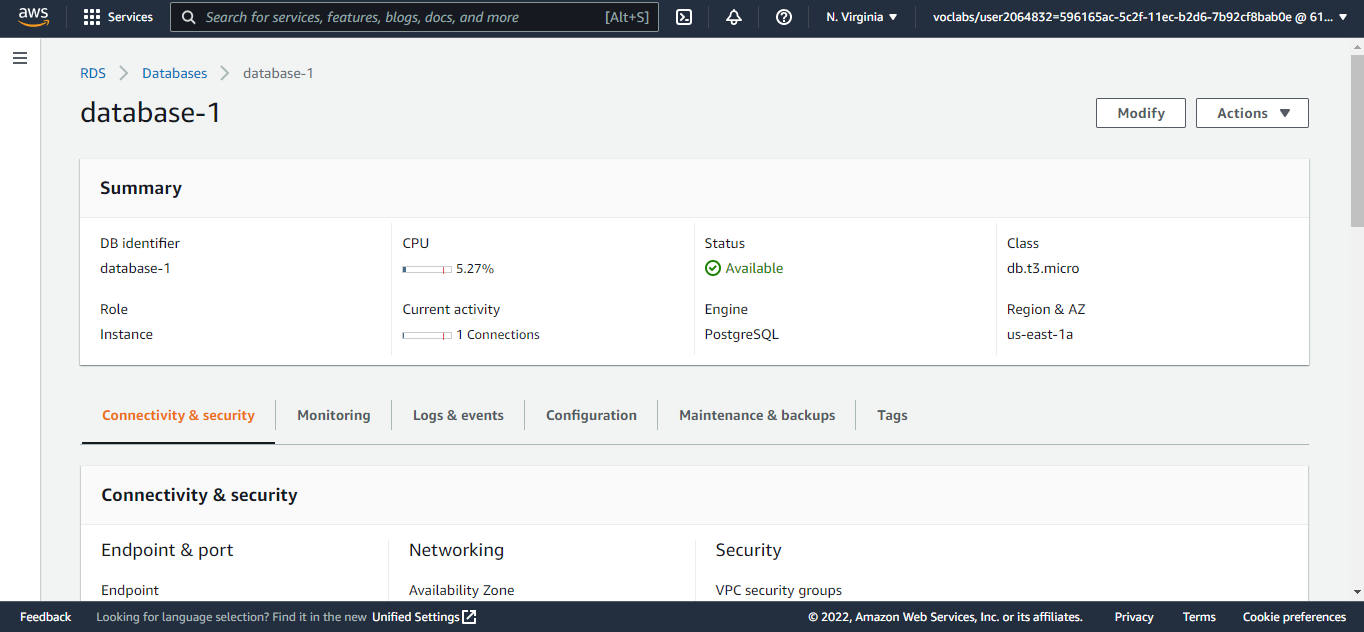 aws Services Search for services, features, blogs, docs, and more [Alt+S] N. Virginia voclabs/user2064832=596165ac-5c2f-11ec-b2d6-7b92cf8bab0e @ 61...
RDS Databases database-1
database-1 Modify Actions
Summary
DB identifier CPU Status Class
database-1 5.27% Available db.t3.micro
Role Current activity Engine Region & AZ
Instance 1 Connections PostgreSQL us-east-1a
Connectivity & security Monitoring Logs & events Configuration Maintenance & backups Tags
Connectivity & security
Endpoint & port Networking Security
Endpoint Availability Zone VPC security groups
Feedback Looking for language selection? Find it in the new Unified Settings © 2022, Amazon Web Services, Inc. or its affiliates. Privacy Terms Cookie preferences